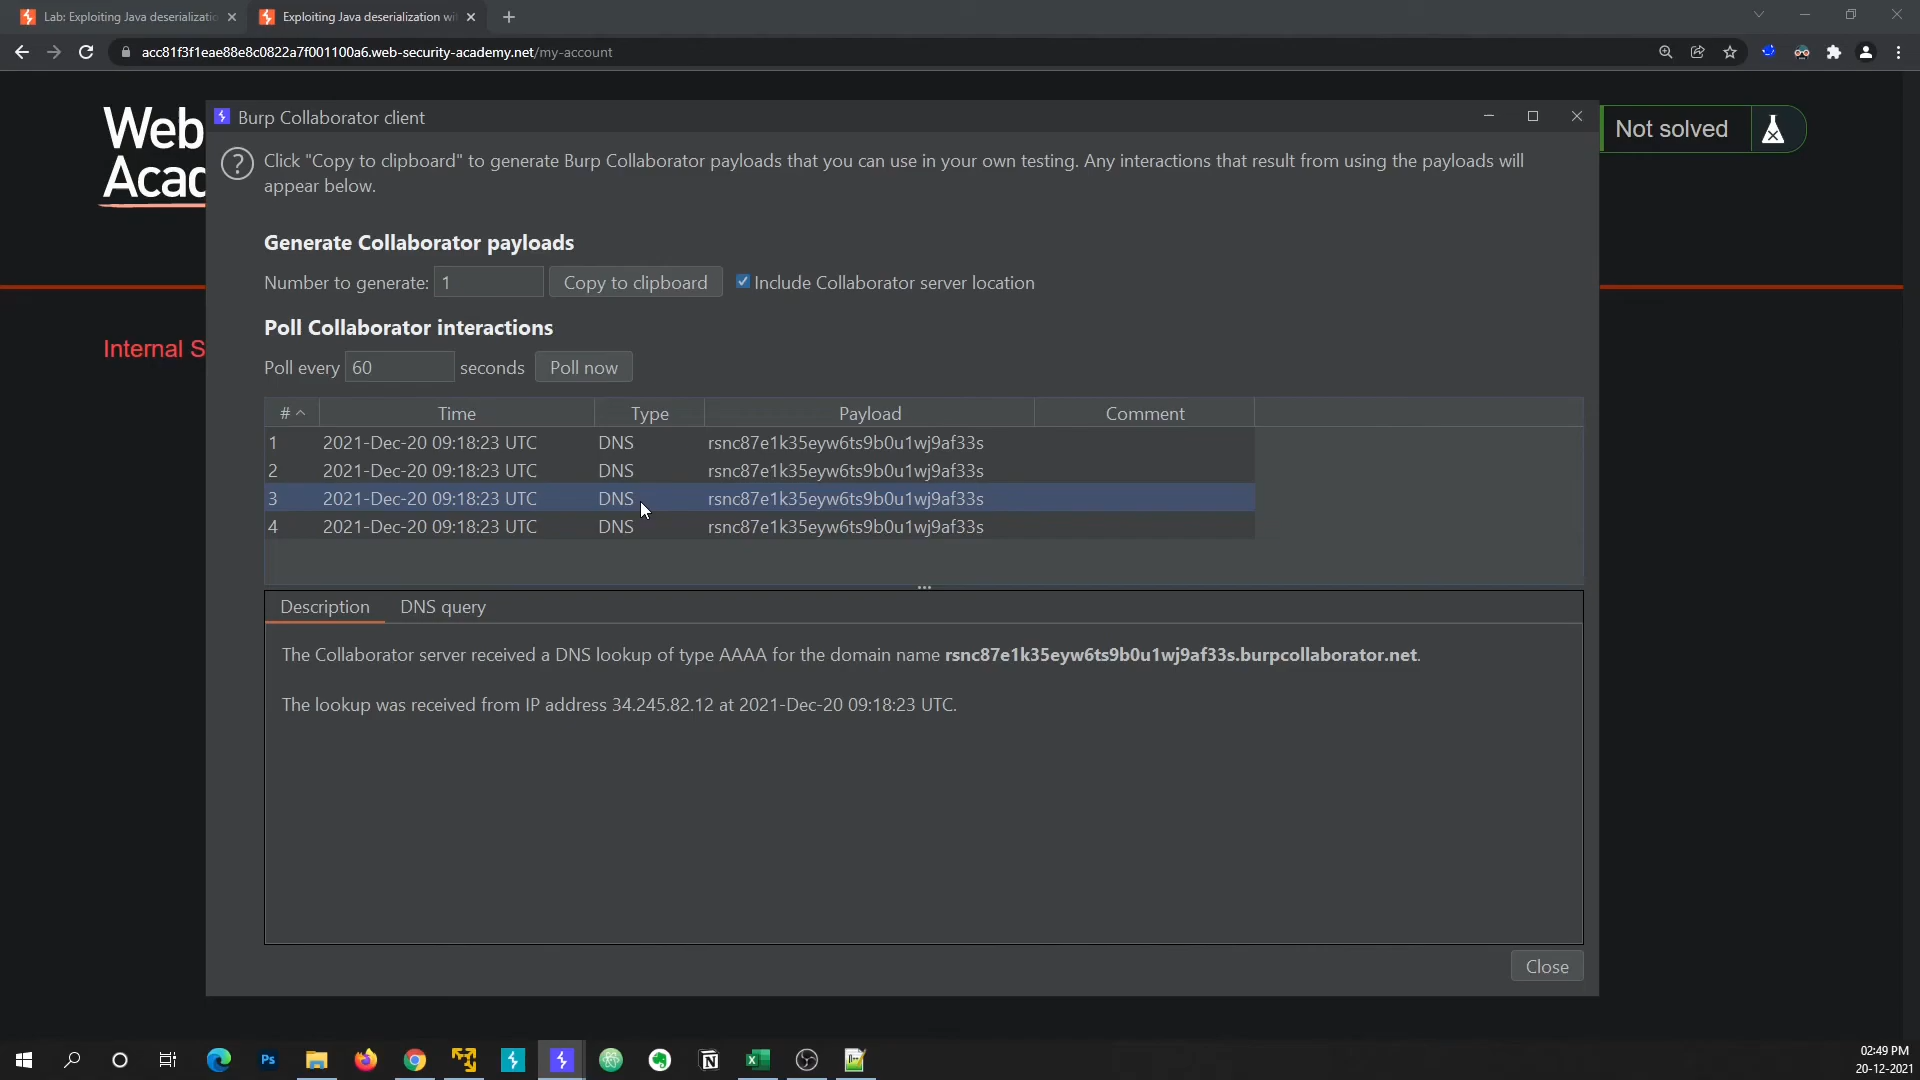 Lab: Exploiting Java deserializatio
Exploiting Java deserialization wi
acc81f3f1eae88e8c0822a7f001100a6.web-security-academy.net/my-account
Web
Acad
Burp Collaborator client
Not solved
Click "Copy to clipboard" to generate Burp Collaborator payloads that you can use in your own testing. Any interactions that result from using the payloads will
appear below.
Generate Collaborator payloads
Number to generate: 1 Copy to clipboard Include Collaborator server location
Poll Collaborator interactions
Internal S
Poll every 60 seconds Poll now
# Time Type Payload Comment
1 2021-Dec-20 09:18:23 UTC DNS rsnc87e1k35eyw6ts9b0u1wj9af33s
2 2021-Dec-20 09:18:23 UTC DNS rsnc87e1k35eyw6ts9b0u1wj9af33s
3 2021-Dec-20 09:18:23 UTC DNS rsnc87e1k35eyw6ts9b0u1wj9af33s
4 2021-Dec-20 09:18:23 UTC DNS rsnc87e1k35eyw6ts9b0u1wj9af33s
Description DNS query
The Collaborator server received a DNS lookup of type AAAA for the domain name rsnc87e1k35eyw6ts9b0u1wj9af33s.burpcollaborator.net.
The lookup was received from IP address 34.245.82.12 at 2021-Dec-20 09:18:23 UTC.
Close
Ps
02:49 PM
20-12-2021